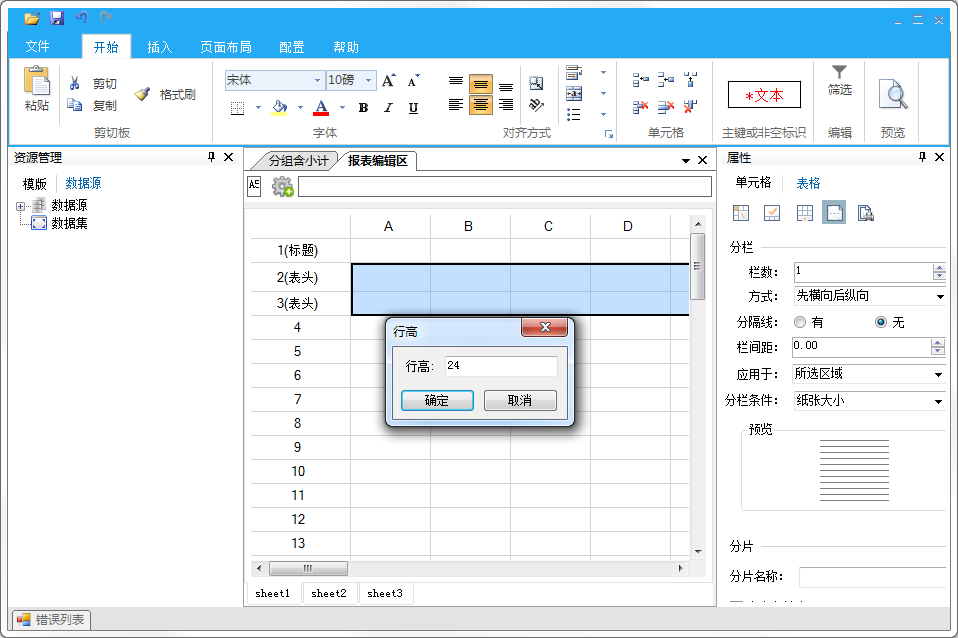 文件 开始 插入 页面布局 配置 帮助
粘贴 剪切 复制 格式刷
剪切板
宋体 10磅 A A
A B I U
字体
对齐方式
单元格
*文本
主键或非空标识
筛选
编辑
预览
预览
资源管理
模版 数据源
数据源
数据集
分组含小计 报表编辑区
A B C D
1(标题)
2(表头)
3(表头)
4
5
6
7
8
9
10
11
12
13
行高
行高: 24
确定 取消
sheet1 sheet2 sheet3
属性
单元格 表格
分栏
栏数: 1
方式: 先横向后纵向
分隔线: 有 无
栏间距: 0.00
应用于: 所选区域
分栏条件: 纸张大小
预览
分片
分片名称:
错误列表